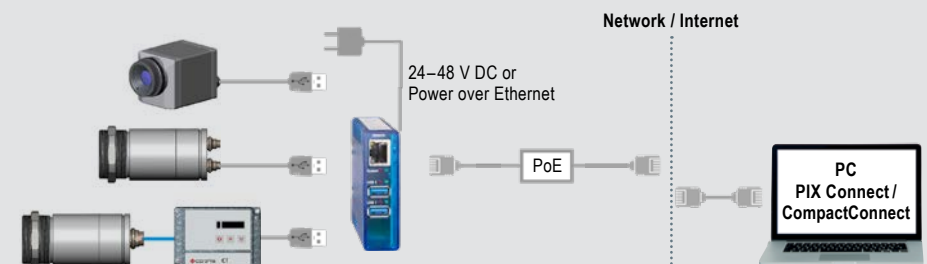 Network / Internet
24–48 V DC or
Power over Ethernet
PoE
PC
PIX Connect /
CompactConnect